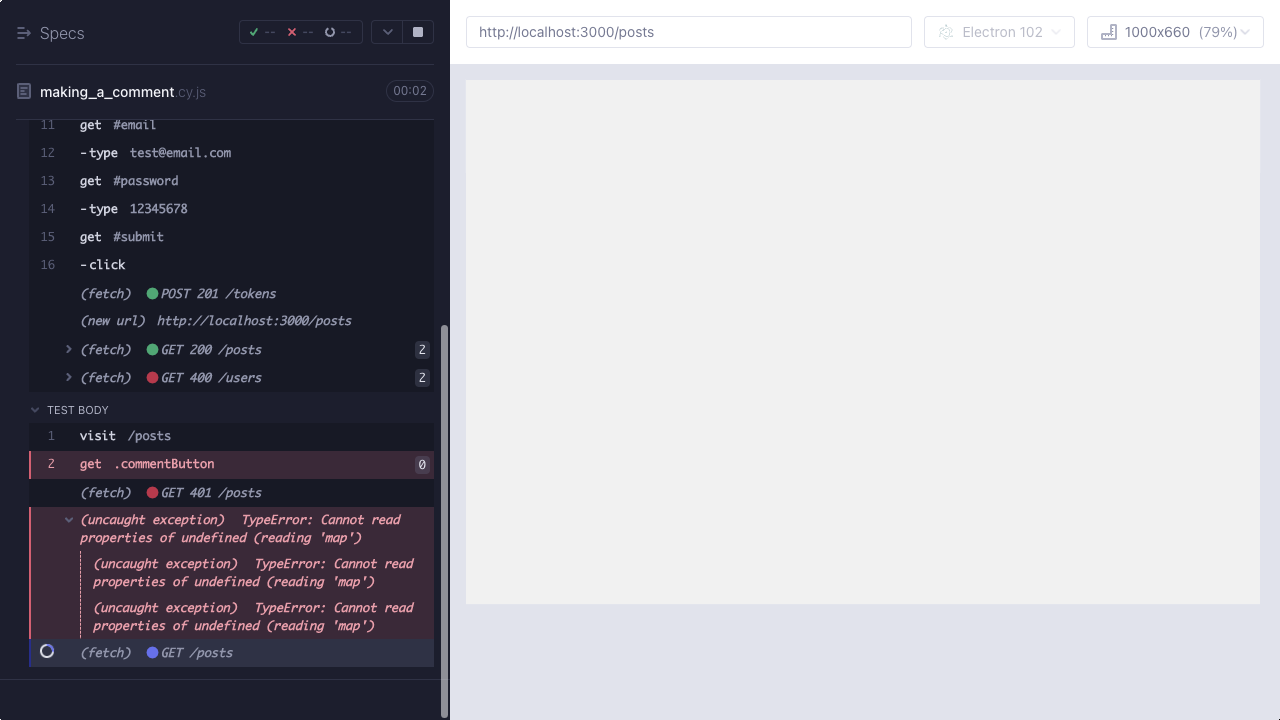 Specs
-- -- --
http://localhost:3000/posts
Electron 102
1000x660 (79%)
making_a_comment.cy.js
00:02
11 get #email
12 -type test@email.com
13 get #password
14 -type 12345678
15 get #submit
16 -click
(fetch) POST 201 /tokens
(new url) http://localhost:3000/posts
(fetch) GET 200 /posts 2
(fetch) GET 400 /users 2
TEST BODY
1 visit /posts
2 get .commentButton 0
(fetch) GET 401 /posts
(uncaught exception) TypeError: Cannot read
properties of undefined (reading 'map')
(uncaught exception) TypeError: Cannot read
properties of undefined (reading 'map')
(uncaught exception) TypeError: Cannot read
properties of undefined (reading 'map')
(fetch) GET /posts